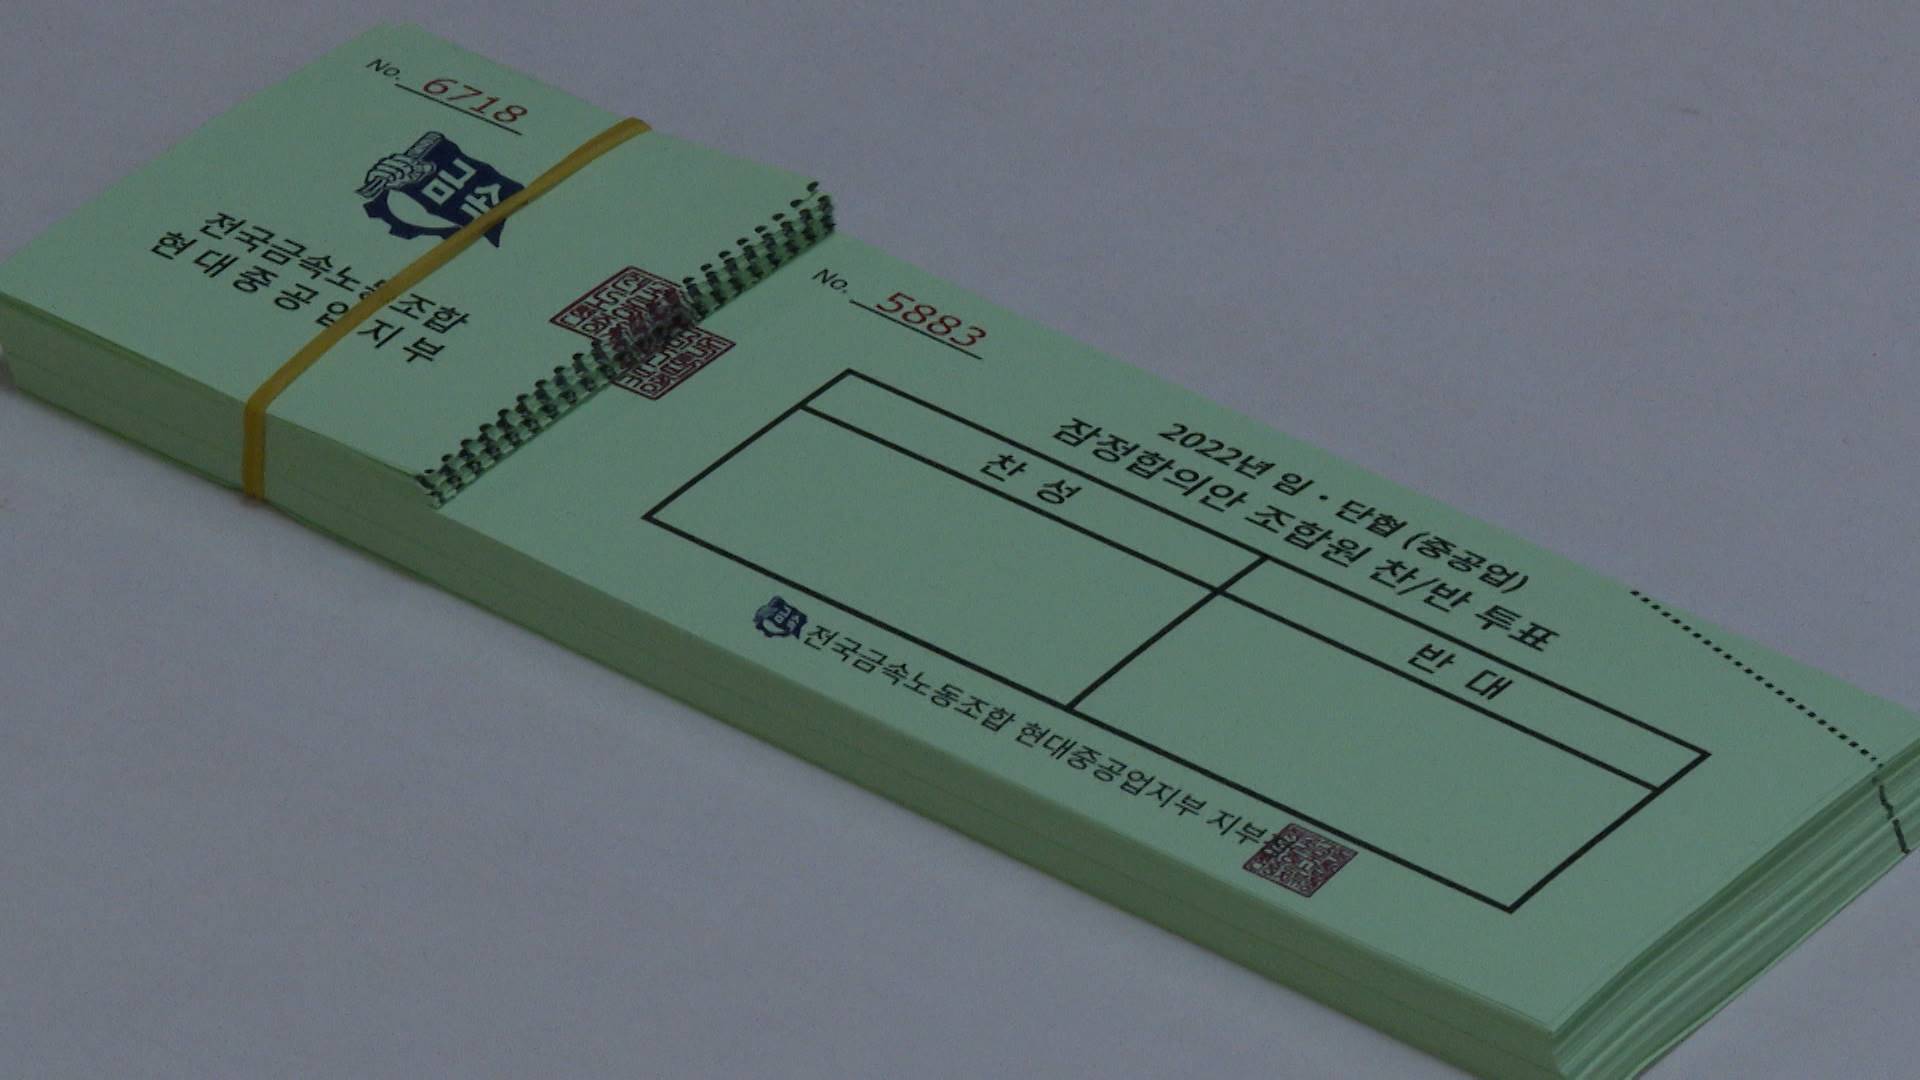 No. 6718
금속
전국금속노동조합
현대중공업지부
No. 5883
2022년 임·단협 (중공업)
잠정합의안 조합원 찬/반 투표
찬 성
반 대
금속
전국금속노동조합 현대중공업지부 지부